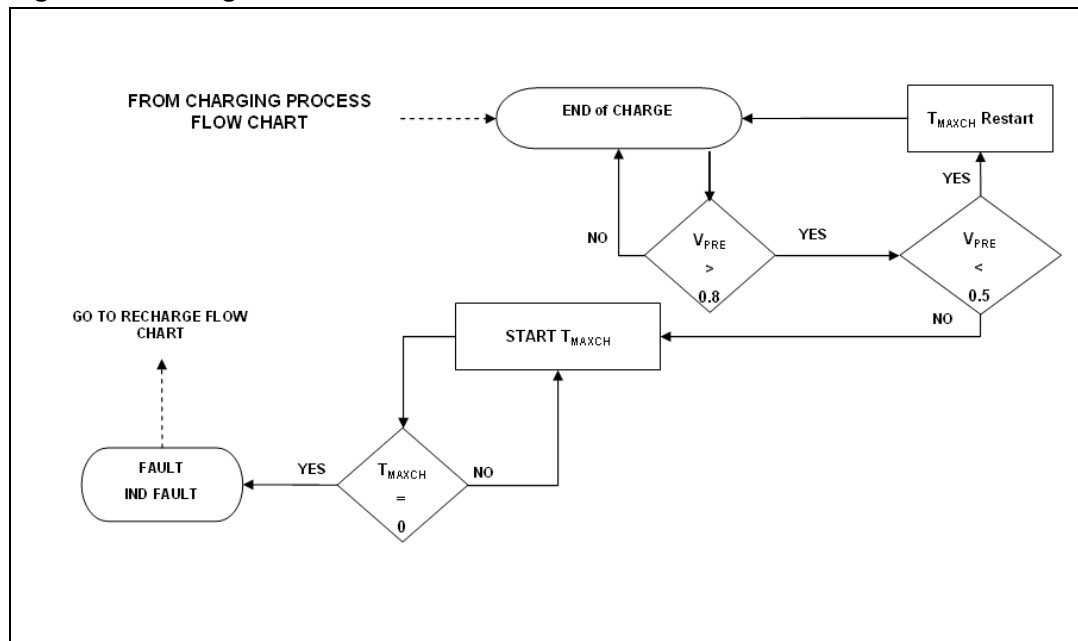 FROM CHARGING PROCESS
FLOW CHART
END of CHARGE
TMAXCH Restart
YES
NO
VPRE
>
0.8
YES
VPRE
<
0.5
NO
GO TO RECHARGE FLOW
CHART
START TMAXCH
FAULT
IND FAULT
YES
TMAXCH
=
0
NO